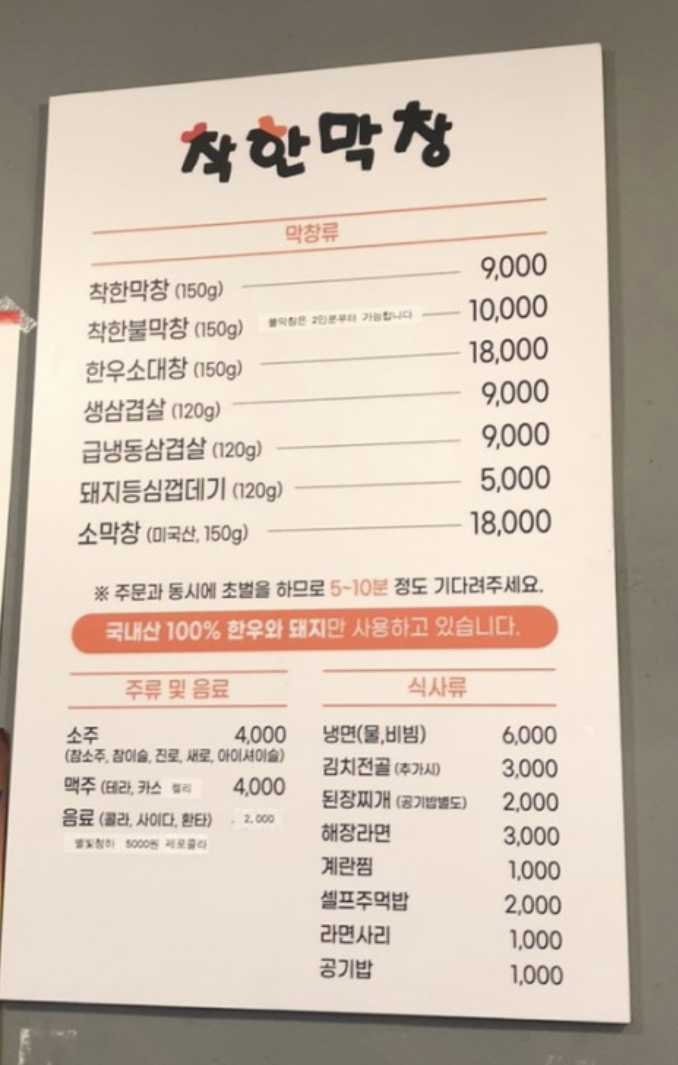 착한막창
막창류
착한막창 (150g) 9,000
착한불막창 (150g) 불막창은 2인분부터 가능합니다 10,000
한우소대창 (150g) 18,000
생삼겹살 (120g) 9,000
급냉동삼겹살 (120g) 9,000
돼지등심껍데기 (120g) 5,000
소막창 (미국산, 150g) 18,000
※ 주문과 동시에 초벌을 하므로 5~10분 정도 기다려주세요.
국내산 100% 한우와 돼지만 사용하고 있습니다.
주류 및 음료
소주 4,000
(참소주, 참이슬, 진로, 새로, 아이셔이슬)
맥주 (테라, 카스 켈리 4,000
음료 (콜라, 사이다, 환타) 2,000
별빛청하 5000원 제로콜라
식사류
냉면(물,비빔) 6,000
김치전골 (추가시) 3,000
된장찌개 (공기밥별도) 2,000
해장라면 3,000
계란찜 1,000
셀프주먹밥 2,000
라면사리 1,000
공기밥 1,000